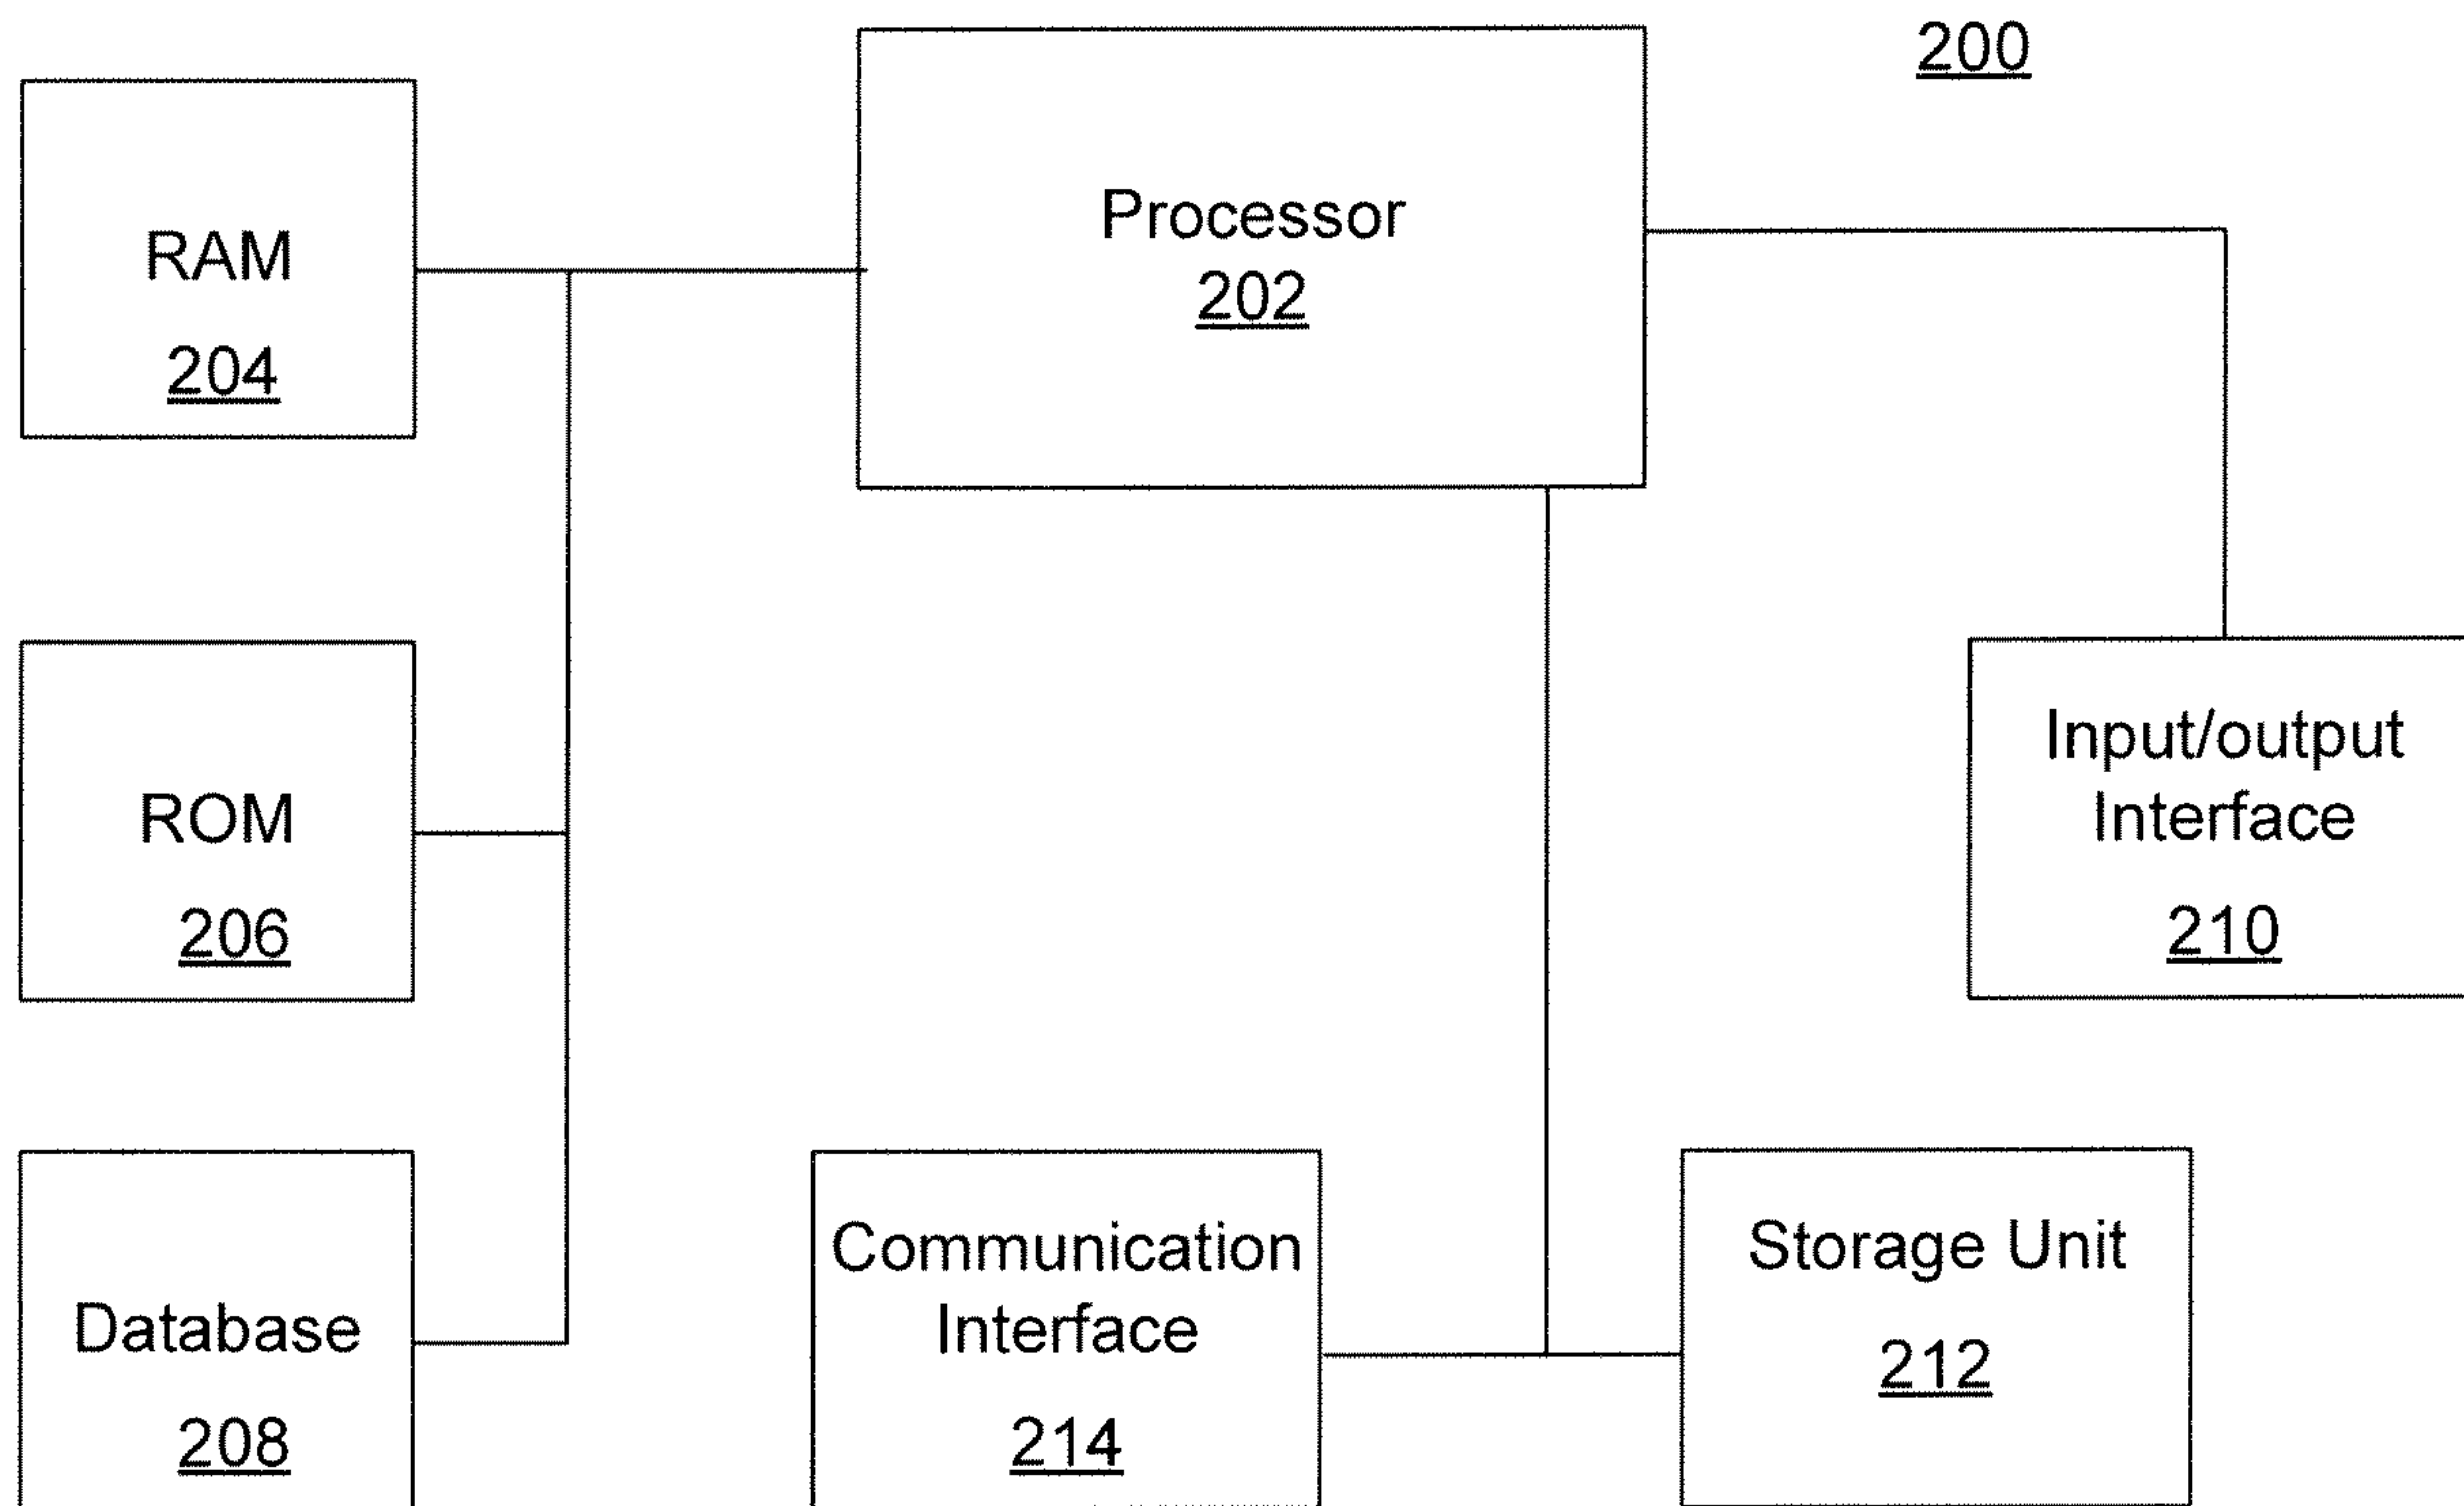 200
Processor
202
RAM
204
ROM
206
Input/output
Interface
210
Database
208
Communication
Interface
214
Storage Unit
212